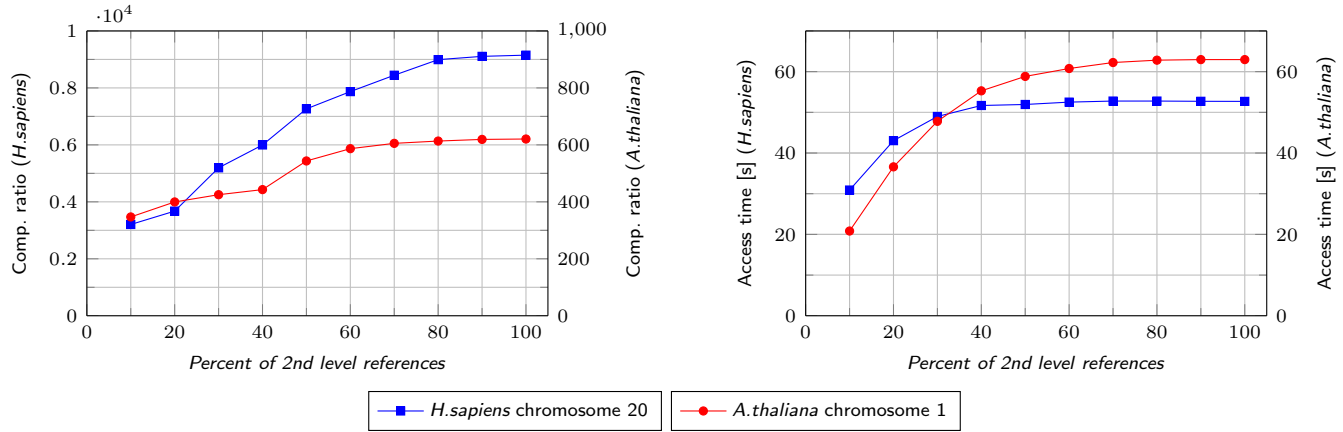 ·10⁴
1
0.8
0.6
0.4
0.2
0
1,000
800
600
400
200
0
0 20 40 60 80 100
Comp. ratio (H.sapiens)
Comp. ratio (A.thaliana)
Percent of 2nd level references
60
40
20
0
60
40
20
0
0 20 40 60 80 100
Access time [s] (H.sapiens)
Access time [s] (A.thaliana)
Percent of 2nd level references
H.sapiens chromosome 20
A.thaliana chromosome 1